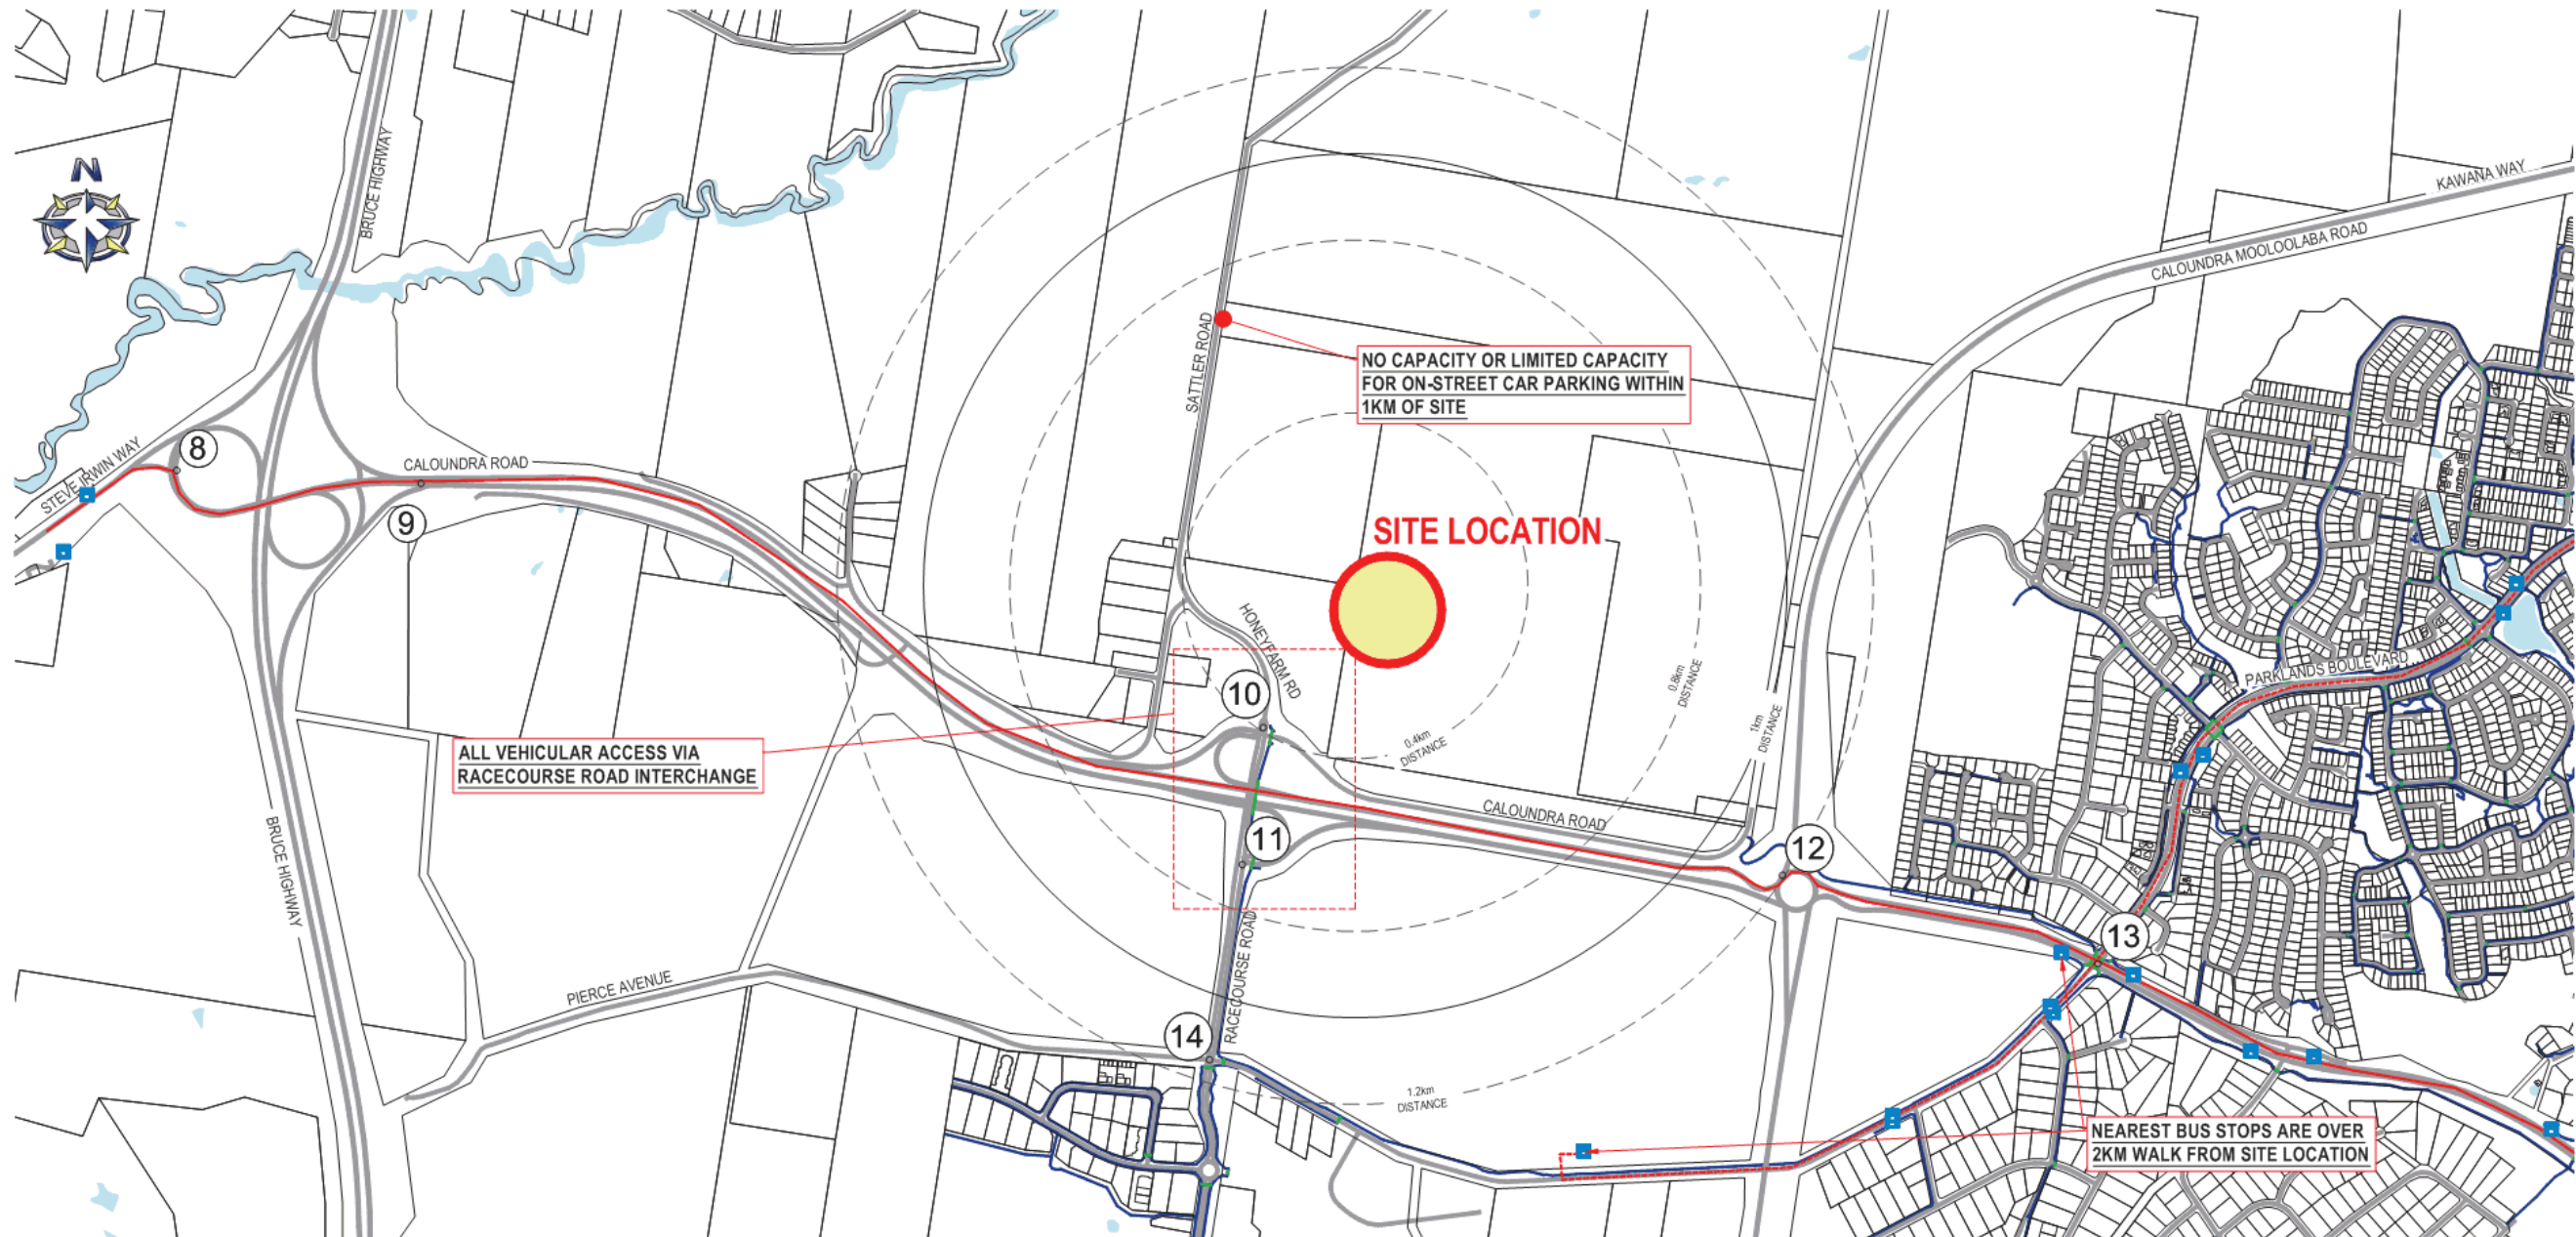 N
BRUCE HIGHWAY
KAWANA WAY
CALOUNDRA MOOLOOLABA ROAD
SATTLER ROAD
NO CAPACITY OR LIMITED CAPACITY
FOR ON-STREET CAR PARKING WITHIN
1KM OF SITE
STEVE IRWIN WAY
8
CALOUNDRA ROAD
9
SITE LOCATION
HONEYFARM RD
10
0.8km
DISTANCE
1km
DISTANCE
0.4km
DISTANCE
PARKLANDS BOULEVARD
ALL VEHICULAR ACCESS VIA
RACECOURSE ROAD INTERCHANGE
CALOUNDRA ROAD
11
12
BRUCE HIGHWAY
13
RACECOURSE ROAD
PIERCE AVENUE
14
1.2km
DISTANCE
NEAREST BUS STOPS ARE OVER
2KM WALK FROM SITE LOCATION